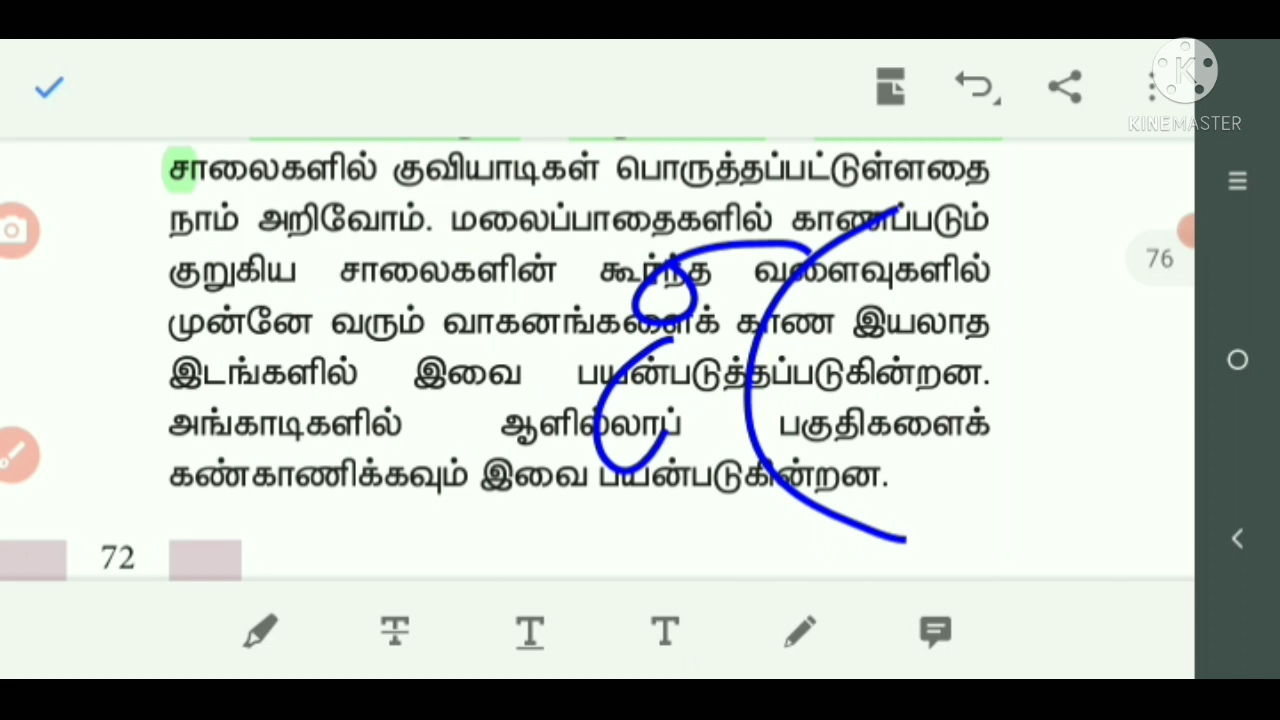 KINEMASTER
சாலைகளில் குவியாடிகள் பொருத்தப்பட்டுள்ளதை
நாம் அறிவோம். மலைப்பாதைகளில் காணப்படும்
குறுகிய சாலைகளின் கூர்ந்த வளைவுகளில்
முன்னே வரும் வாகனங்களைக் காண இயலாத
இடங்களில் இவை பயன்படுத்தப்படுகின்றன.
அங்காடிகளில் ஆளில்லாப் பகுதிகளைக்
கண்காணிக்கவும் இவை பயன்படுகின்றன.
76
72